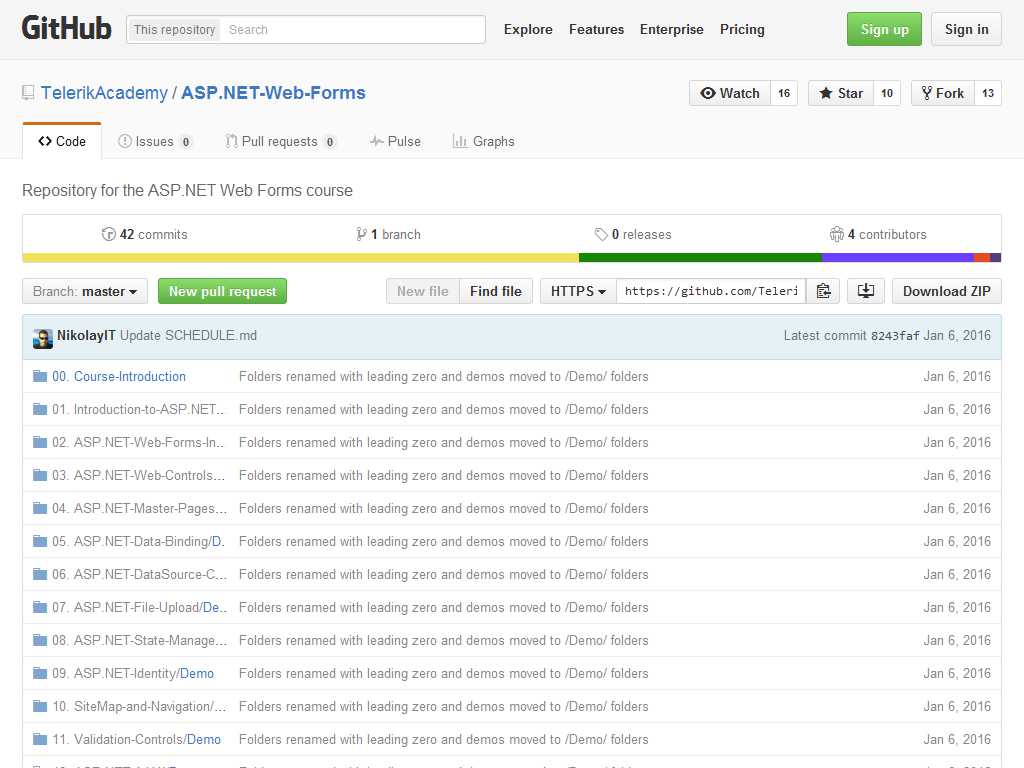 GitHub This repository Search Explore Features Enterprise Pricing Sign up Sign in
TelerikAcademy / ASP.NET-Web-Forms Watch 16 Star 10 Fork 13
Code Issues 0 Pull requests 0 Pulse Graphs
Repository for the ASP.NET Web Forms course
42 commits 1 branch 0 releases 4 contributors
Branch: master New pull request New file Find file HTTPS https://github.com/Teleri Download ZIP
NikolayIT Update SCHEDULE.md Latest commit 8243faf Jan 6, 2016
00. Course-Introduction Folders renamed with leading zero and demos moved to /Demo/ folders Jan 6, 2016
01. Introduction-to-ASP.NET… Folders renamed with leading zero and demos moved to /Demo/ folders Jan 6, 2016
02. ASP.NET-Web-Forms-In… Folders renamed with leading zero and demos moved to /Demo/ folders Jan 6, 2016
03. ASP.NET-Web-Controls… Folders renamed with leading zero and demos moved to /Demo/ folders Jan 6, 2016
04. ASP.NET-Master-Pages… Folders renamed with leading zero and demos moved to /Demo/ folders Jan 6, 2016
05. ASP.NET-Data-Binding/D… Folders renamed with leading zero and demos moved to /Demo/ folders Jan 6, 2016
06. ASP.NET-DataSource-C… Folders renamed with leading zero and demos moved to /Demo/ folders Jan 6, 2016
07. ASP.NET-File-Upload/De… Folders renamed with leading zero and demos moved to /Demo/ folders Jan 6, 2016
08. ASP.NET-State-Manage… Folders renamed with leading zero and demos moved to /Demo/ folders Jan 6, 2016
09. ASP.NET-Identity/Demo Folders renamed with leading zero and demos moved to /Demo/ folders Jan 6, 2016
10. SiteMap-and-Navigation/… Folders renamed with leading zero and demos moved to /Demo/ folders Jan 6, 2016
11. Validation-Controls/Demo Folders renamed with leading zero and demos moved to /Demo/ folders Jan 6, 2016